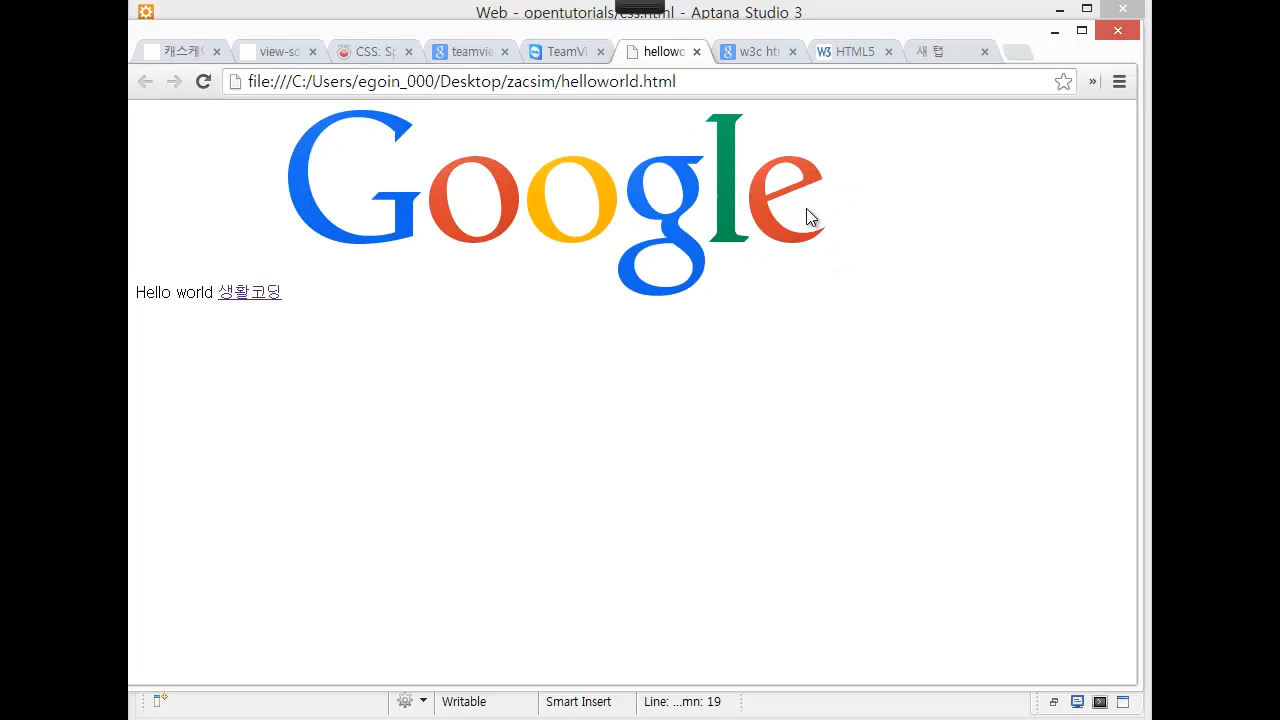 Web - opentutorials/css.html - Aptana Studio 3
캐스케 view-so CSS: Sp teamvie TeamVi hellowo w3c htm W3 HTML5 새 탭
file:///C:/Users/egoin_000/Desktop/zacsim/helloworld.html
Google
Hello world 생활코딩
Writable Smart Insert Line: ...mn: 19